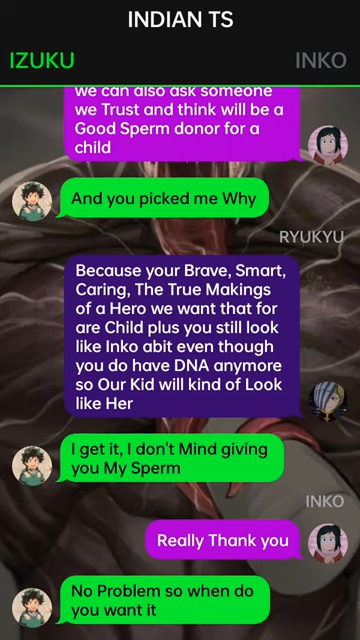 INDIAN TS
IZUKU
INKO
we can also ask someone
we Trust and think will be a
Good Sperm donor for a
child
And you picked me Why
RYUKYU
Because your Brave, Smart,
Caring, The True Makings
of a Hero we want that for
are Child plus you still look
like Inko abit even though
you do have DNA anymore
so Our Kid will kind of Look
like Her
I get it, I don't Mind giving
you My Sperm
INKO
Really Thank you
No Problem so when do
you want it